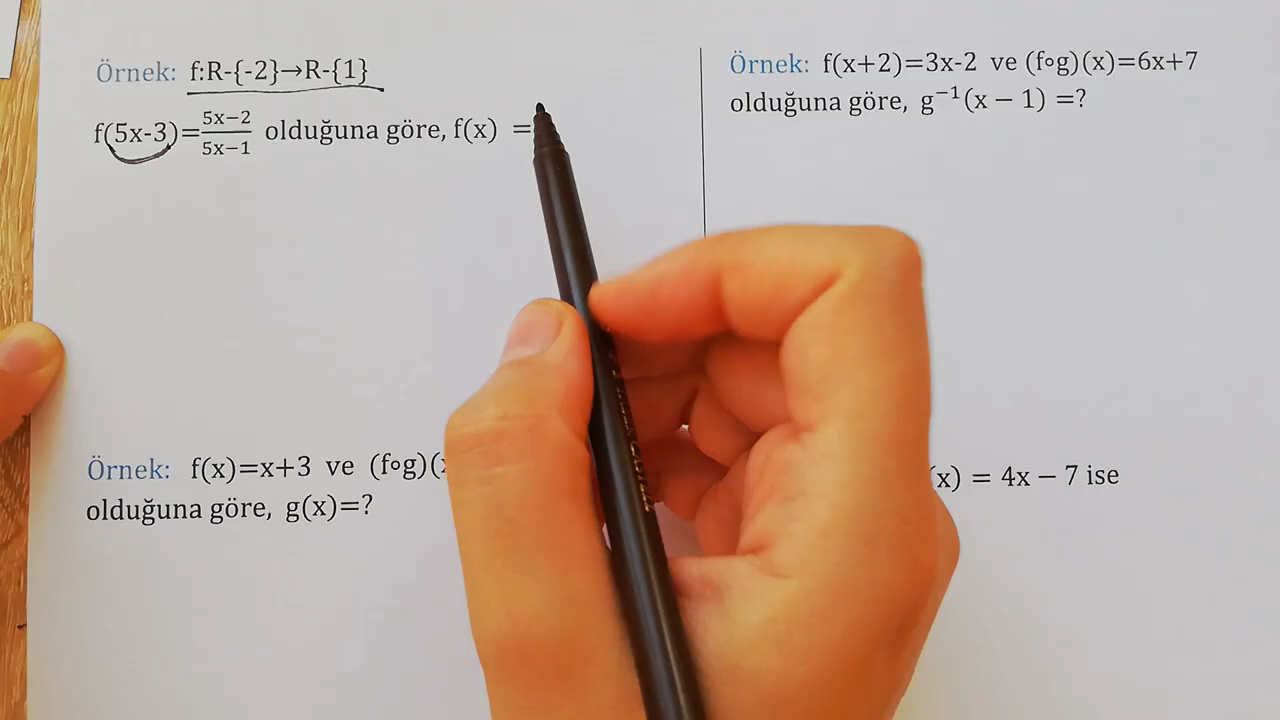 Örnek: f:R-{-2}→R-{1}
f(5x-3)=\frac{5x−2}{5x−1} olduğuna göre, f(x) =
Örnek: f(x+2)=3x-2 ve (f∘g)(x)=6x+7
olduğuna göre, g⁻¹(x − 1) =?
Örnek: f(x)=x+3 ve (f∘g)(
olduğuna göre, g(x)=?
(x) = 4x − 7 ise